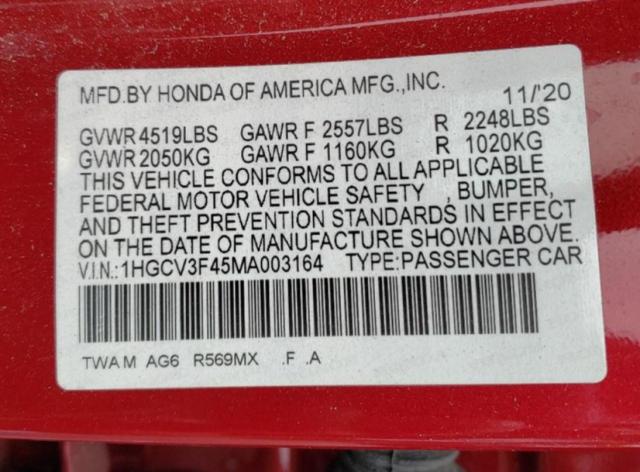 MFD.BY HONDA OF AMERICA MFG.,INC. 11/'20
GVWR 4519LBS GAWR F 2557LBS R 2248LBS
GVWR 2050KG GAWR F 1160KG R 1020KG
THIS VEHICLE CONFORMS TO ALL APPLICABLE
FEDERAL MOTOR VEHICLE SAFETY , BUMPER,
AND THEFT PREVENTION STANDARDS IN EFFECT
ON THE DATE OF MANUFACTURE SHOWN ABOVE.
V.I.N.: 1HGCV3F45MA003164 TYPE:PASSENGER CAR
TWA M AG6 R569MX .F .A